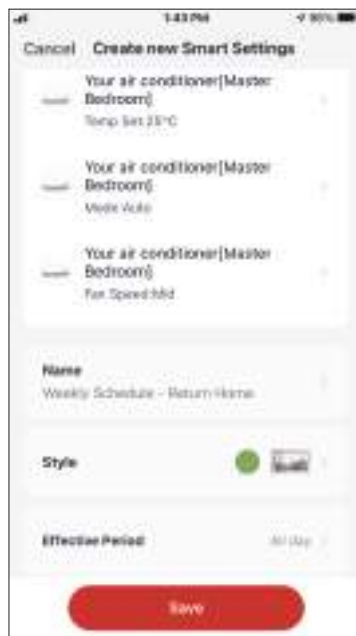 1:43 PM
Cancel Create new Smart Settings
Your air conditioner[Master
Bedroom]
Temp Set:25°C
Your air conditioner[Master
Bedroom]
Mode:Auto
Your air conditioner[Master
Bedroom]
Fan Speed:Mid
Name
Weekly Schedule - Return Home
Style
Effective Period All day
Save